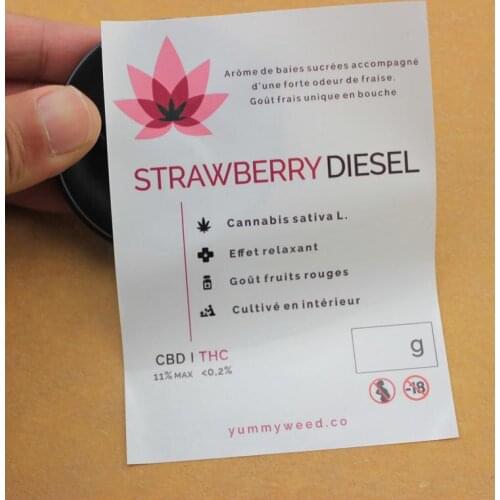 Arôme de baies sucrées accompagné
d'une forte odeur de fraise.
Goût frais unique en bouche
STRAWBERRY DIESEL
Cannabis sativa L.
Effet relaxant
Goût fruits rouges
Cultivé en intérieur
CBD | THC
11% MAX <0,2%
g
-18
yummyweed.co